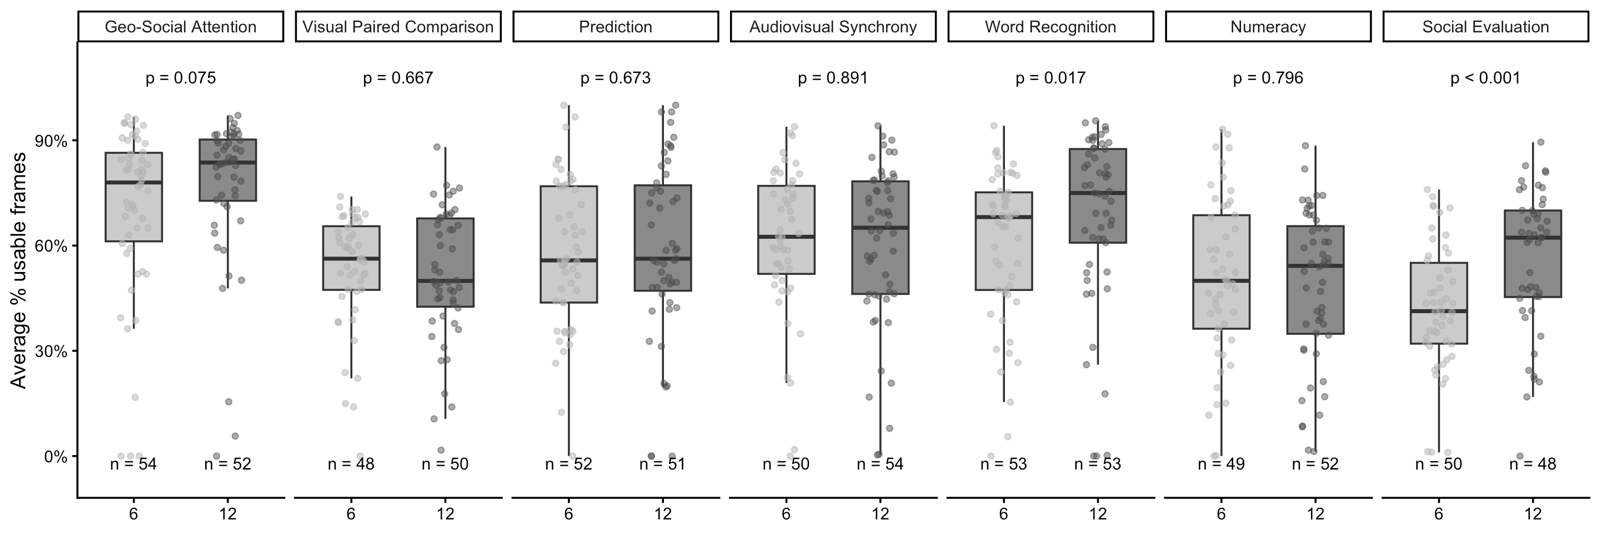 Geo-Social Attention Visual Paired Comparison Prediction Audiovisual Synchrony Word Recognition Numeracy Social Evaluation
p = 0.075 p = 0.667 p = 0.673 p = 0.891 p = 0.017 p = 0.796 p < 0.001
Average % usable frames
90%
60%
30%
0%
n = 54 n = 52 n = 48 n = 50 n = 52 n = 51 n = 50 n = 54 n = 53 n = 53 n = 49 n = 52 n = 50 n = 48
6 12 6 12 6 12 6 12 6 12 6 12 6 12